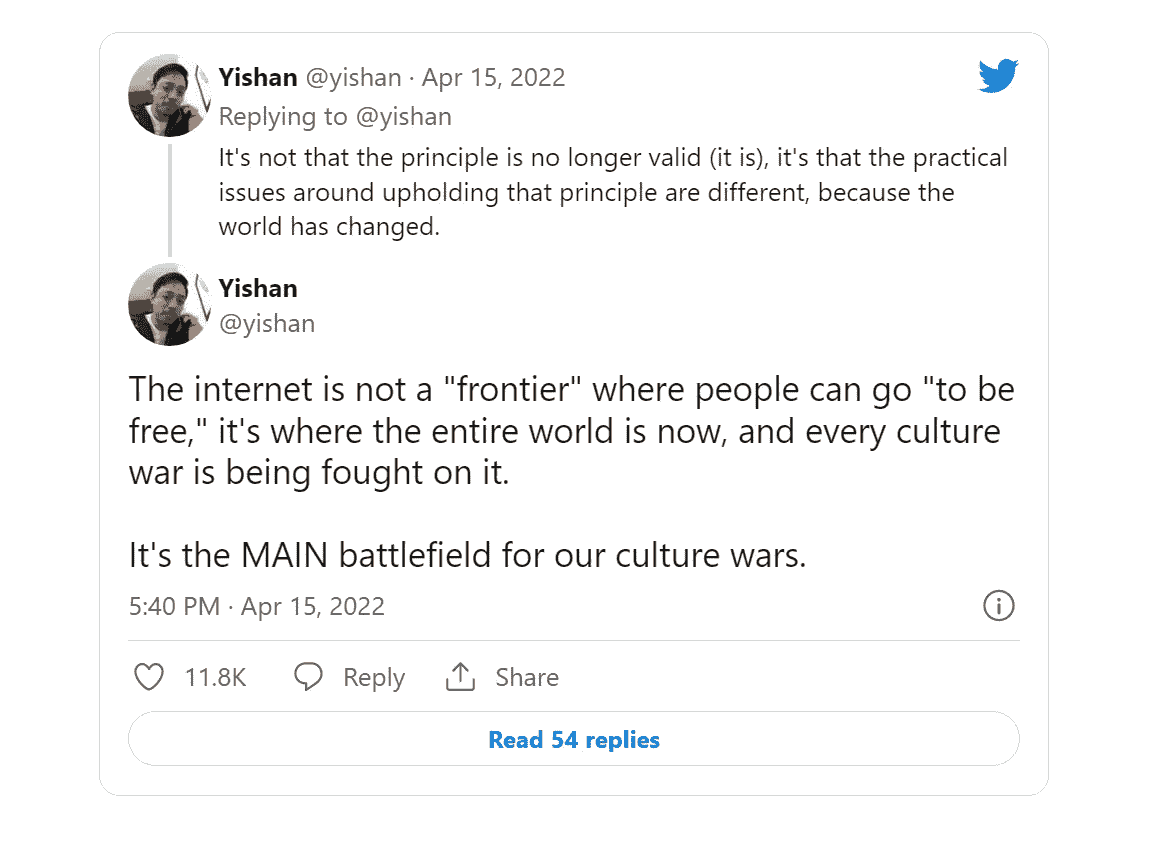 Yishan @yishan · Apr 15, 2022
Replying to @yishan
It's not that the principle is no longer valid (it is), it's that the practical
issues around upholding that principle are different, because the
world has changed.
Yishan
@yishan
The internet is not a "frontier" where people can go "to be
free," it's where the entire world is now, and every culture
war is being fought on it.
It's the MAIN battlefield for our culture wars.
5:40 PM · Apr 15, 2022
11.8K Reply Share
Read 54 replies